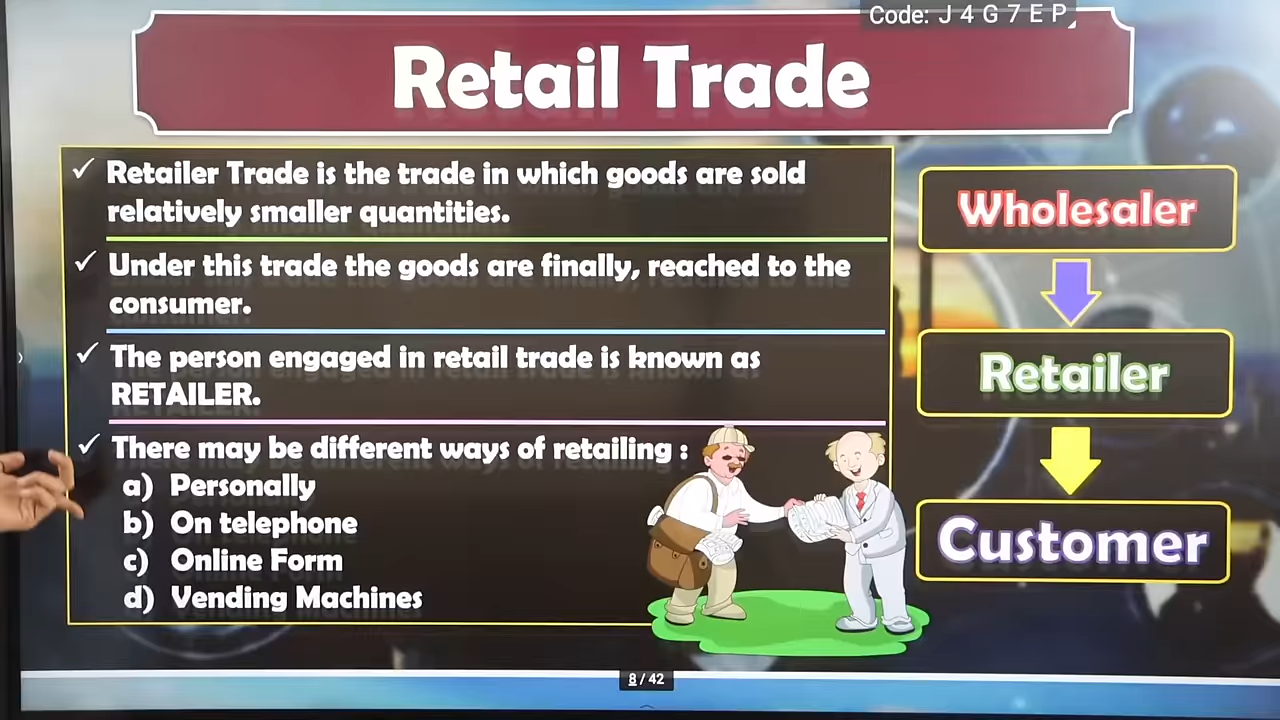 Code: J 4 G 7 E P
Retail Trade
✓ Retailer Trade is the trade in which goods are sold
relatively smaller quantities.
✓ Under this trade the goods are finally, reached to the
consumer.
✓ The person engaged in retail trade is known as
RETAILER.
✓ There may be different ways of retailing :
a) Personally
b) On telephone
c) Online Form
d) Vending Machines
Wholesaler
Retailer
Customer
8 / 42